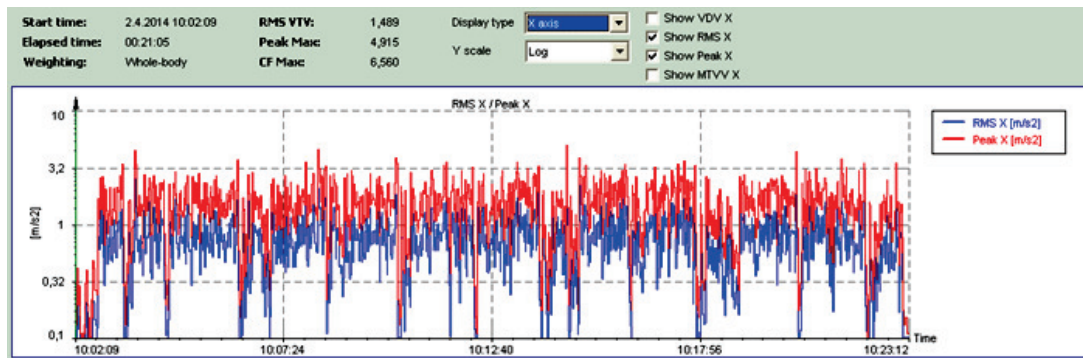 Start time: 2.4.2014 10:02:09 RMS VTV: 1,489 Display type X axis Show VDV X
Elapsed time: 00:21:05 Peak Max: 4,915 Show RMS X
Weighting: Whole-body CF Max: 6,560 Y scale Log Show Peak X
Show MTVV X
RMS X / Peak X
10
3,2
1
0,32
0,1
[m/s2]
RMS X [m/s2]
Peak X [m/s2]
Time
10:02:09 10:07:24 10:12:40 10:17:56 10:23:12